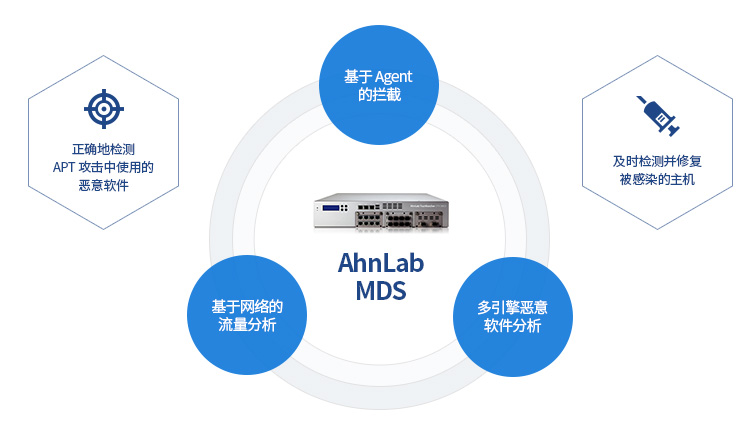 基于 Agent
的拦截
正确地检测
APT 攻击中使用的
恶意软件
及时检测并修复
被感染的主机
AhnLab
MDS
基于网络的
流量分析
多引擎恶意
软件分析